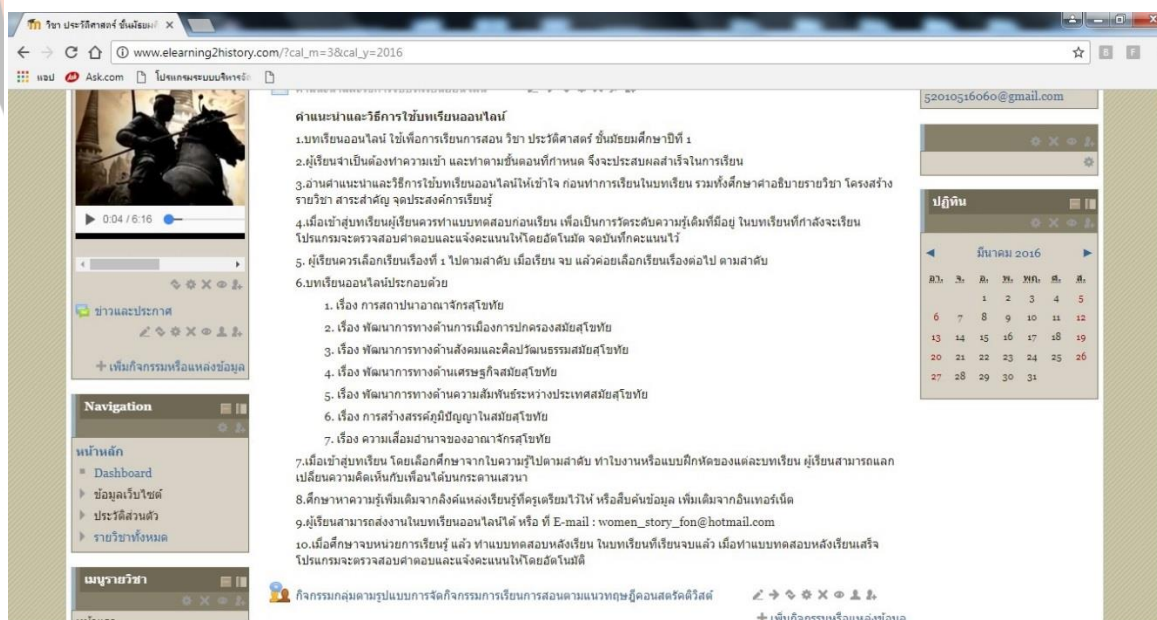 วิชา ประวัติศาสตร์ ชั้นมัธยมศึ
www.elearning2history.com/?cal_m=3&cal_y=2016
แอป
Ask.com
โปรแกรมระบบบริหารจัด
0:04 / 6:16
ข่าวและประกาศ
เพิ่มกิจกรรมหรือแหล่งข้อมูล
Navigation
หน้าหลัก
Dashboard
ข้อมูลเว็บไซต์
ประวัติส่วนตัว
รายวิชาทั้งหมด
เมนูรายวิชา
คำแนะนำและวิธีการใช้บทเรียนออนไลน์
1.บทเรียนออนไลน์ ใช้เพื่อการเรียนการสอน วิชา ประวัติศาสตร์ ชั้นมัธยมศึกษาปีที่ 1
2.ผู้เรียนจำเป็นต้องทำความเข้า และทำตามขั้นตอนที่กำหนด จึงจะประสบผลสำเร็จในการเรียน
3.อ่านคำแนะนำและวิธีการใช้บทเรียนออนไลน์ให้เข้าใจ ก่อนทำการเรียนในบทเรียน รวมทั้งศึกษาคำอธิบายรายวิชา โครงสร้าง
รายวิชา สาระสำคัญ จุดประสงค์การเรียนรู้
4.เมื่อเข้าสู่บทเรียนผู้เรียนควรทำแบบทดสอบก่อนเรียน เพื่อเป็นการวัดระดับความรู้เดิมที่มีอยู่ ในบทเรียนที่กำลังจะเรียน
โปรแกรมจะตรวจสอบคำตอบและแจ้งคะแนนให้โดยอัตโนมัต จดบันทึกคะแนนไว้
5. ผู้เรียนควรเลือกเรียนเรื่องที่ 1 ไปตามลำดับ เมื่อเรียน จบ แล้วค่อยเลือกเรียนเรื่องต่อไป ตามลำดับ
6.บทเรียนออนไลน์ประกอบด้วย
1. เรื่อง การสถาปนาอาณาจักรสุโขทัย
2. เรื่อง พัฒนาการทางด้านการเมืองการปกครองสมัยสุโขทัย
3. เรื่อง พัฒนาการทางด้านสังคมและศิลปวัฒนธรรมสมัยสุโขทัย
4. เรื่อง พัฒนาการทางด้านเศรษฐกิจสมัยสุโขทัย
5. เรื่อง พัฒนาการทางด้านความสัมพันธ์ระหว่างประเทศสมัยสุโขทัย
6. เรื่อง การสร้างสรรค์ภูมิปัญญาในสมัยสุโขทัย
7. เรื่อง ความเสื่อมอำนาจของอาณาจักรสุโขทัย
7.เมื่อเข้าสู่บทเรียน โดยเลือกศึกษาจากใบความรู้ไปตามลำดับ ทำใบงานหรือแบบฝึกหัดของแต่ละบทเรียน ผู้เรียนสามารถแลก
เปลี่ยนความคิดเห็นกับเพื่อนได้บนกระดานเสวนา
8.ศึกษาหาความรู้เพิ่มเติมจากลิงค์แหล่งเรียนรู้ที่ครูเตรียมไว้ให้ หรือสืบค้นข้อมูล เพิ่มเติมจากอินเทอร์เน็ต
9.ผู้เรียนสามารถส่งงานในบทเรียนออนไลน์ได้ หรือ ที่ E-mail : women_story_fon@hotmail.com
10.เมื่อศึกษาจบหน่วยการเรียนรู้ แล้ว ทำแบบทดสอบหลังเรียน ในบทเรียนที่เรียนจบแล้ว เมื่อทำแบบทดสอบหลังเรียนเสร็จ
โปรแกรมจะตรวจสอบคำตอบและแจ้งคะแนนให้โดยอัตโนมัติ
กิจกรรมกลุ่มตามรูปแบบการจัดกิจกรรมการเรียนการสอนตามแนวทฤษฎีคอนสตรัคติวิสต์
เพิ่มกิจกรรมหรือแหล่งข้อมูล
52010516060@gmail.com
ปฏิทิน
มีนาคม 2016
อา. จ. อ. พ. พฤ. ศ. ส.
1 2 3 4 5
6 7 8 9 10 11 12
13 14 15 16 17 18 19
20 21 22 23 24 25 26
27 28 29 30 31